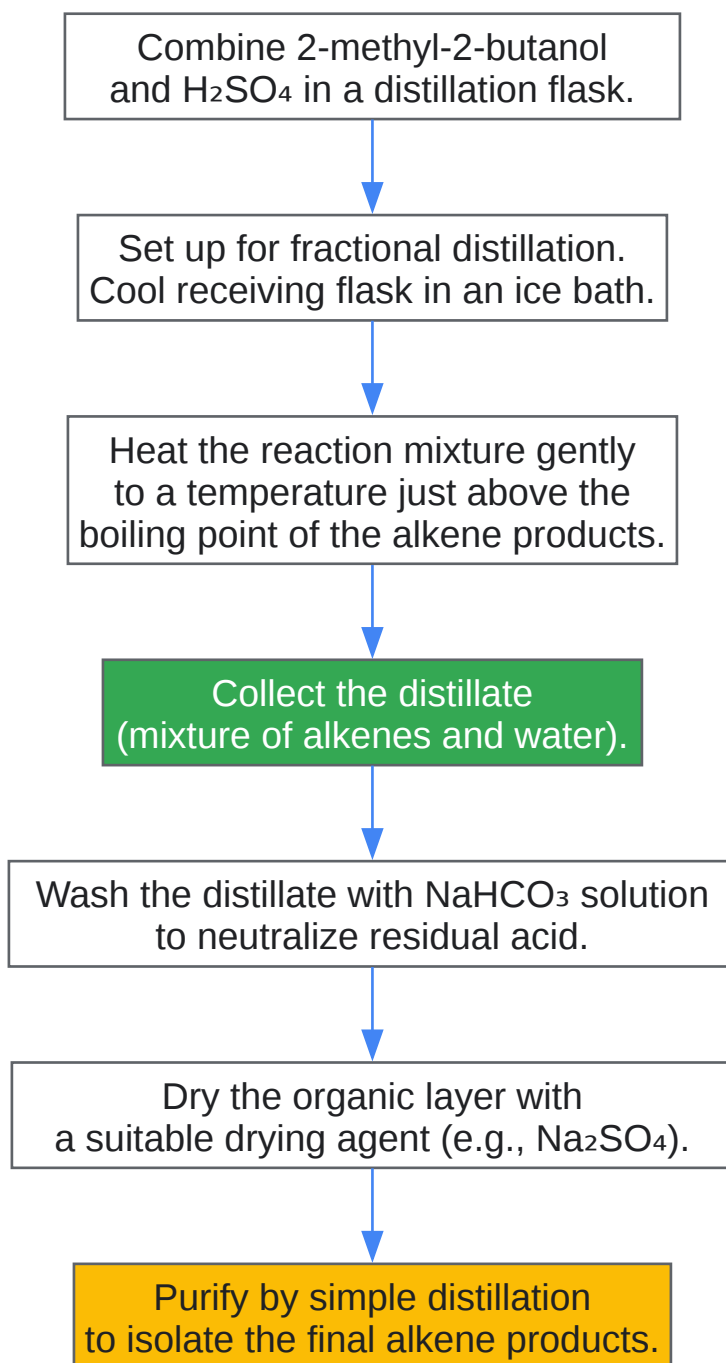 Combine 2-methyl-2-butanol
and H₂SO₄ in a distillation flask.
Set up for fractional distillation.
Cool receiving flask in an ice bath.
Heat the reaction mixture gently
to a temperature just above the
boiling point of the alkene products.
Collect the distillate
(mixture of alkenes and water).
Wash the distillate with NaHCO₃ solution
to neutralize residual acid.
Dry the organic layer with
a suitable drying agent (e.g., Na₂SO₄).
Purify by simple distillation
to isolate the final alkene products.